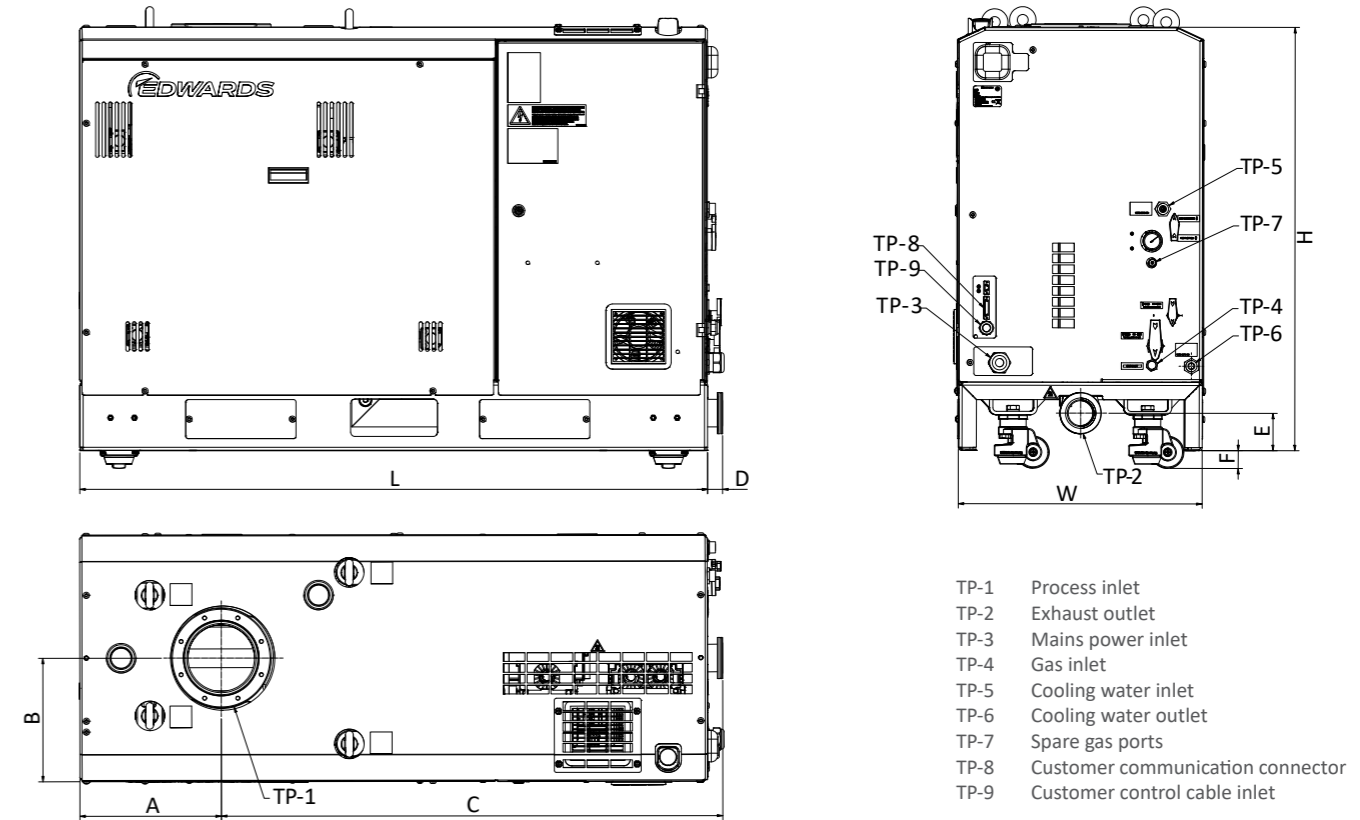 EDWARDS
L
D
B
A
C
TP-1
TP-5
TP-7
TP-8
TP-9
TP-3
TP-4
TP-6
TP-2
H
E
F
W
TP-1 Process inlet
TP-2 Exhaust outlet
TP-3 Mains power inlet
TP-4 Gas inlet
TP-5 Cooling water inlet
TP-6 Cooling water outlet
TP-7 Spare gas ports
TP-8 Customer communication connector
TP-9 Customer control cable inlet